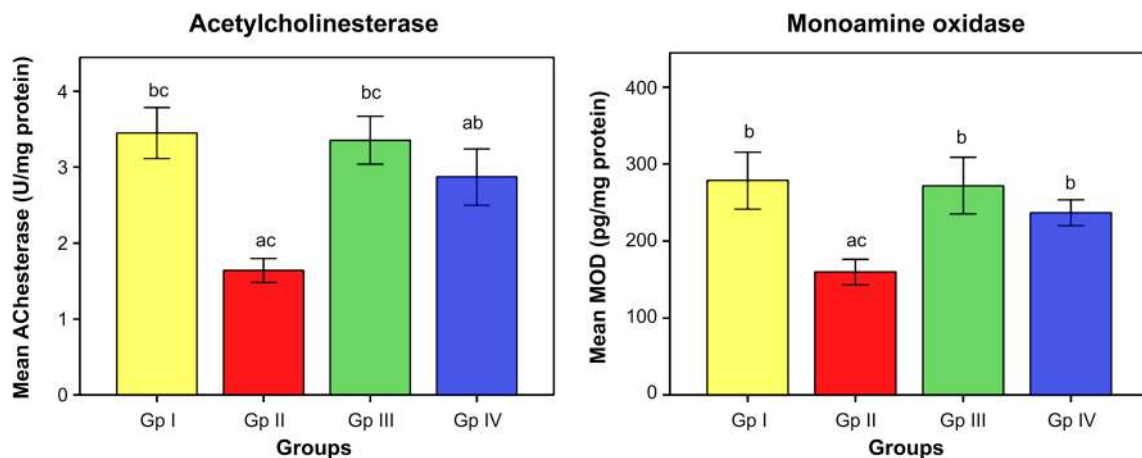 Acetylcholinesterase
Mean AChesterase (U/mg protein)
4
3
2
1
0
bc
ac
bc
ab
Gp I
Gp II
Gp III
Gp IV
Groups
Monoamine oxidase
Mean MOD (pg/mg protein)
400
300
200
100
0
b
ac
b
b
Gp I
Gp II
Gp III
Gp IV
Groups